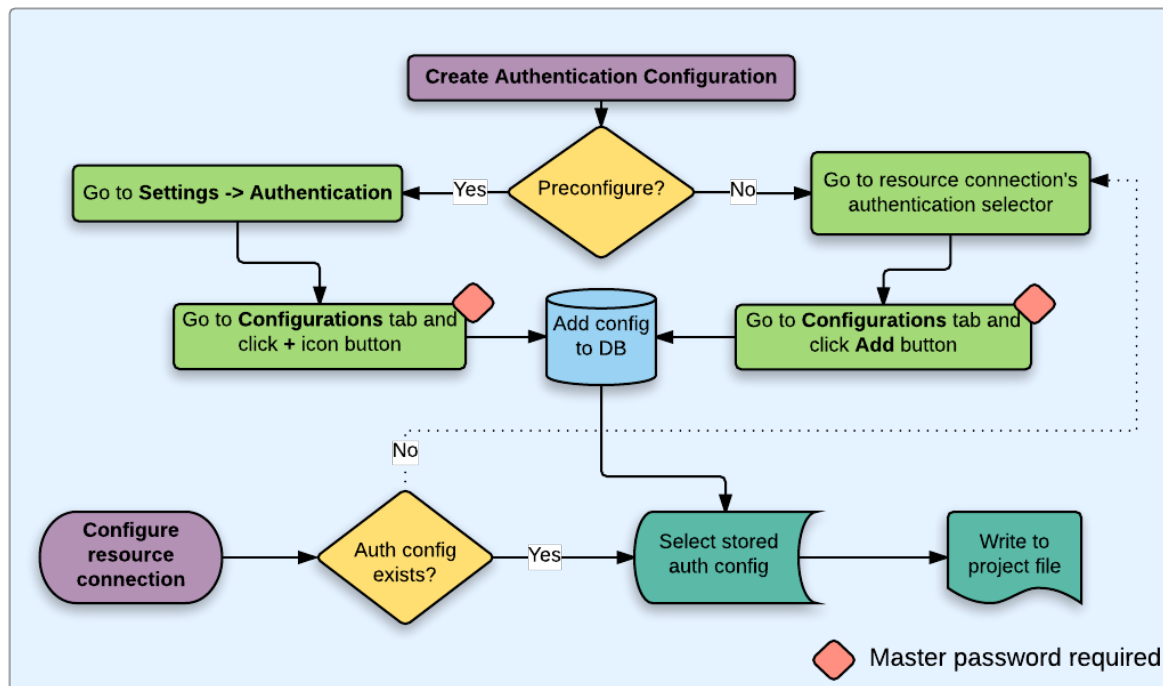 Create Authentication Configuration
Preconfigure?
Yes
No
Go to Settings -> Authentication
Go to resource connection's
authentication selector
Go to Configurations tab and
click + icon button
Add config
to DB
Go to Configurations tab and
click Add button
No
Configure
resource
connection
Auth config
exists?
Yes
Select stored
auth config
Write to
project file
Master password required